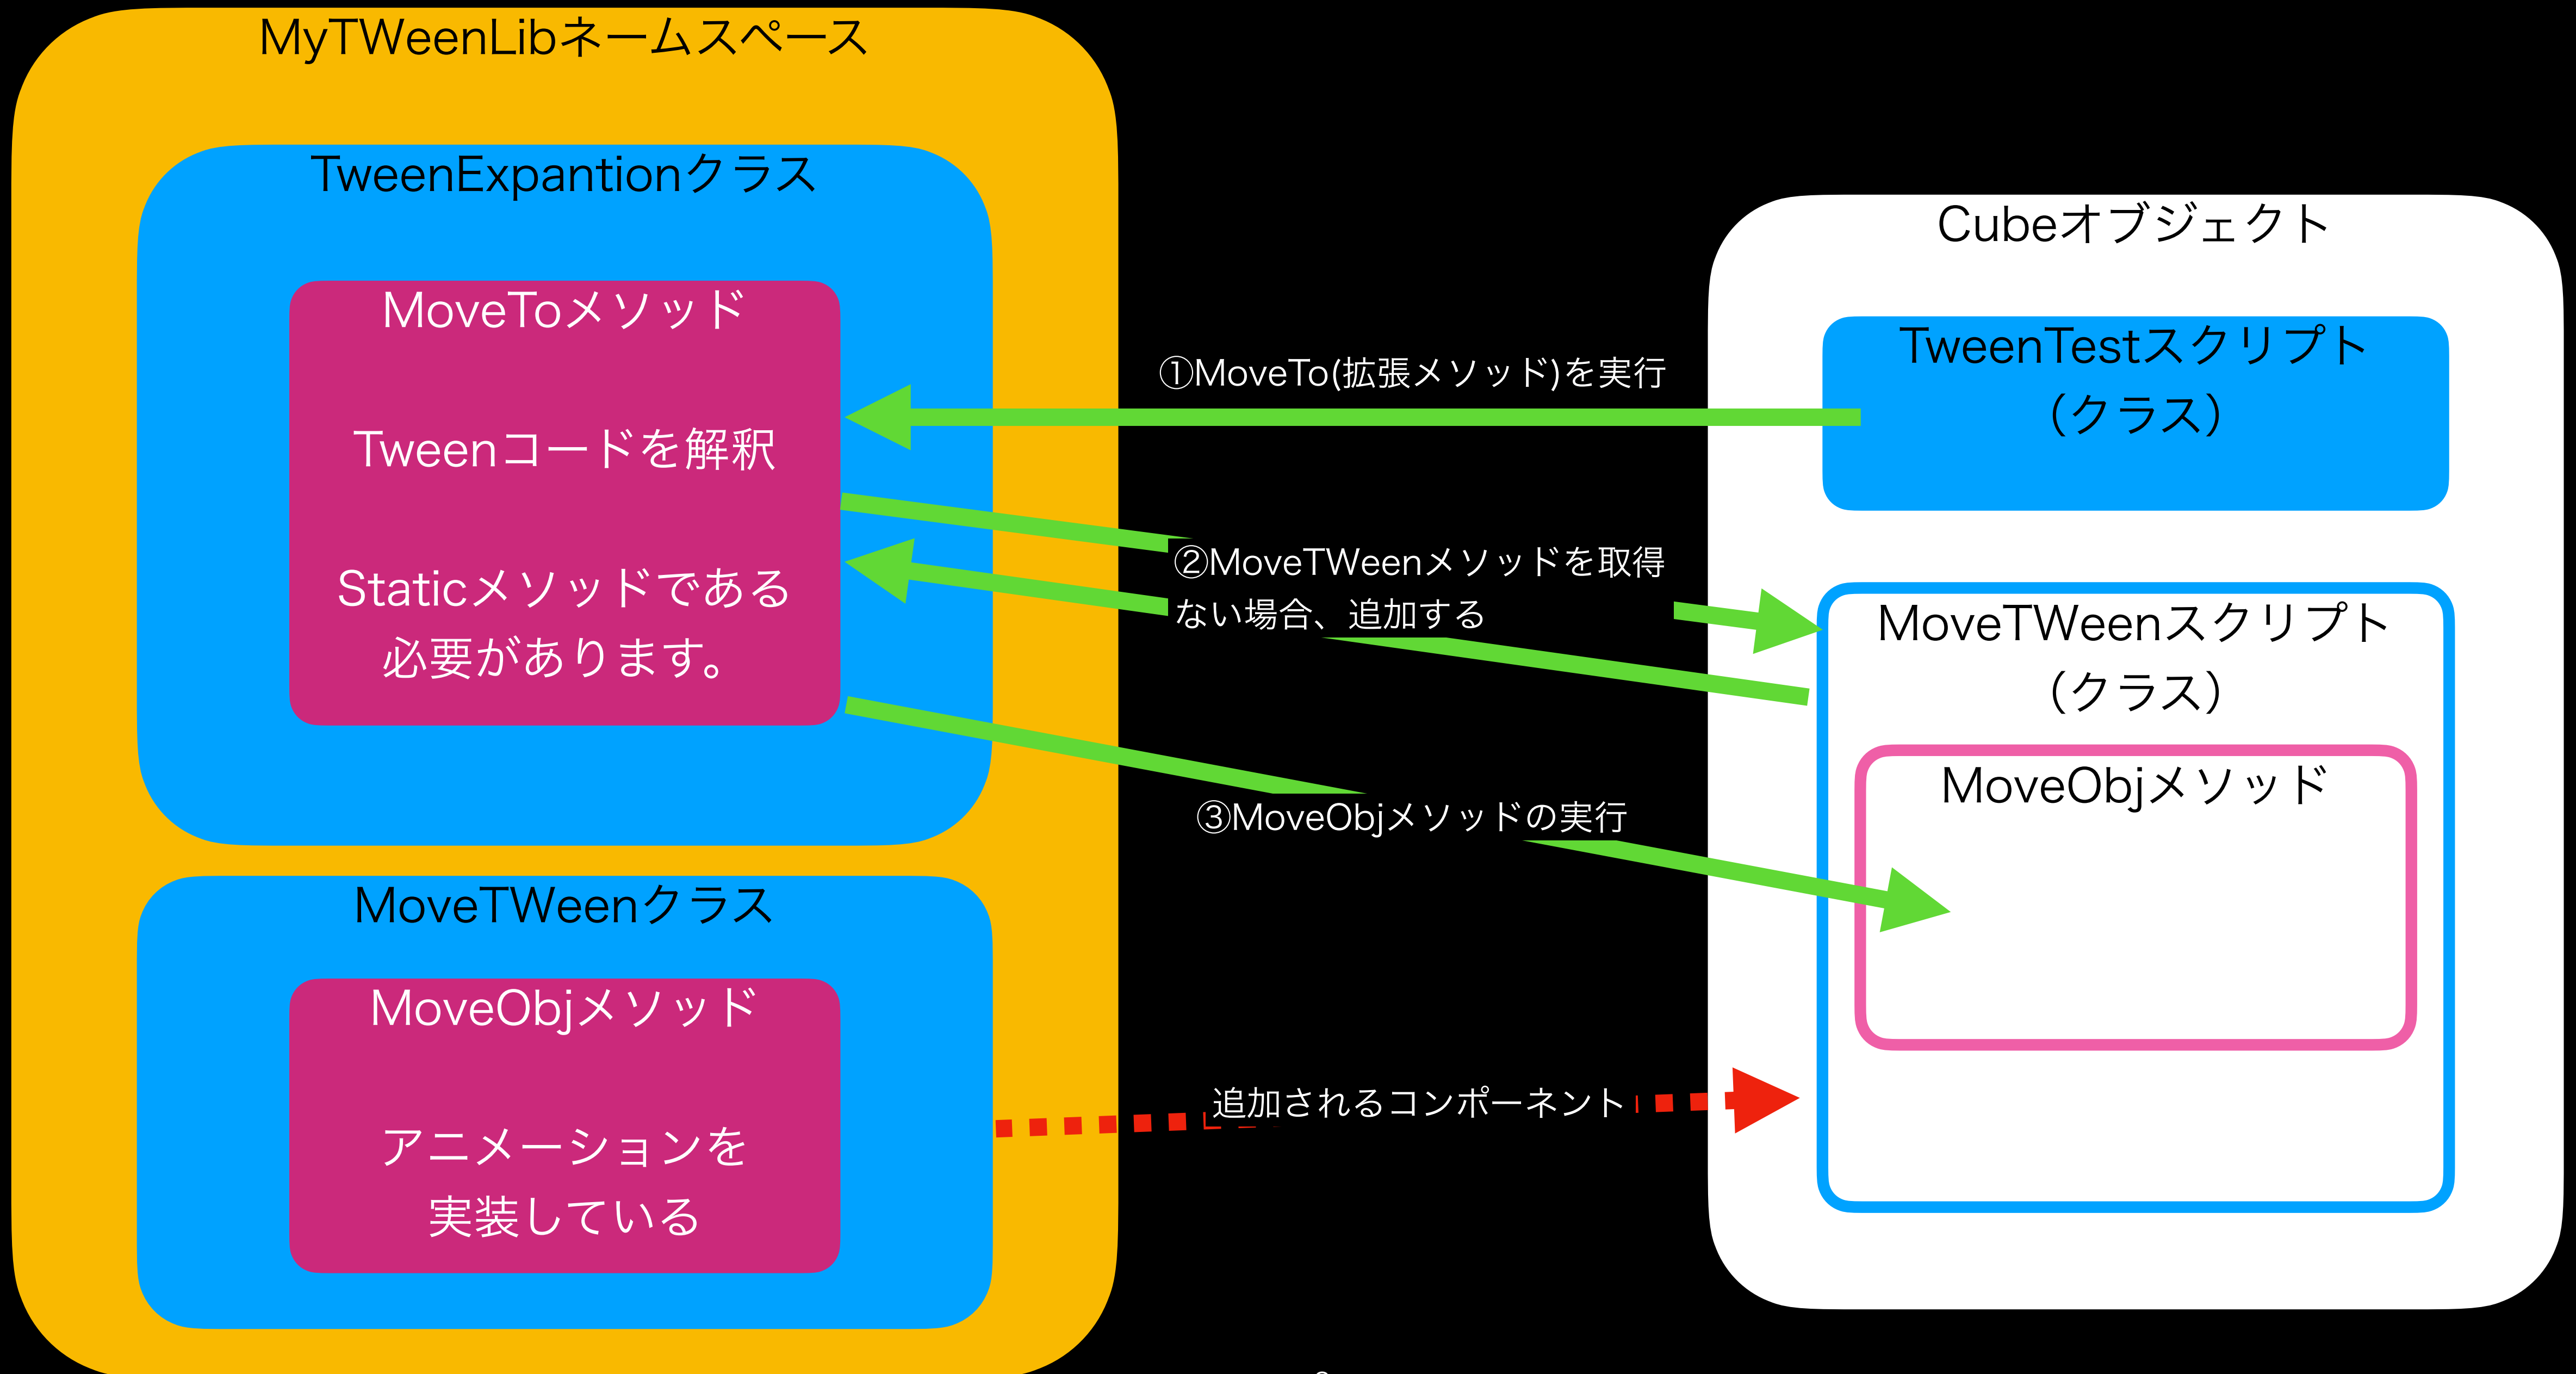 MyTWeenLibネームスペース
TweenExpantionクラス
MoveToメソッド
Tweenコードを解釈
Staticメソッドである
必要があります。
MoveTWeenクラス
MoveObjメソッド
アニメーションを
実装している
①MoveTo(拡張メソッド)を実行
②MoveTWeenメソッドを取得
ない場合、追加する
③MoveObjメソッドの実行
追加されるコンポーネント
Cubeオブジェクト
TweenTestスクリプト
（クラス）
MoveTWeenスクリプト
（クラス）
MoveObjメソッド